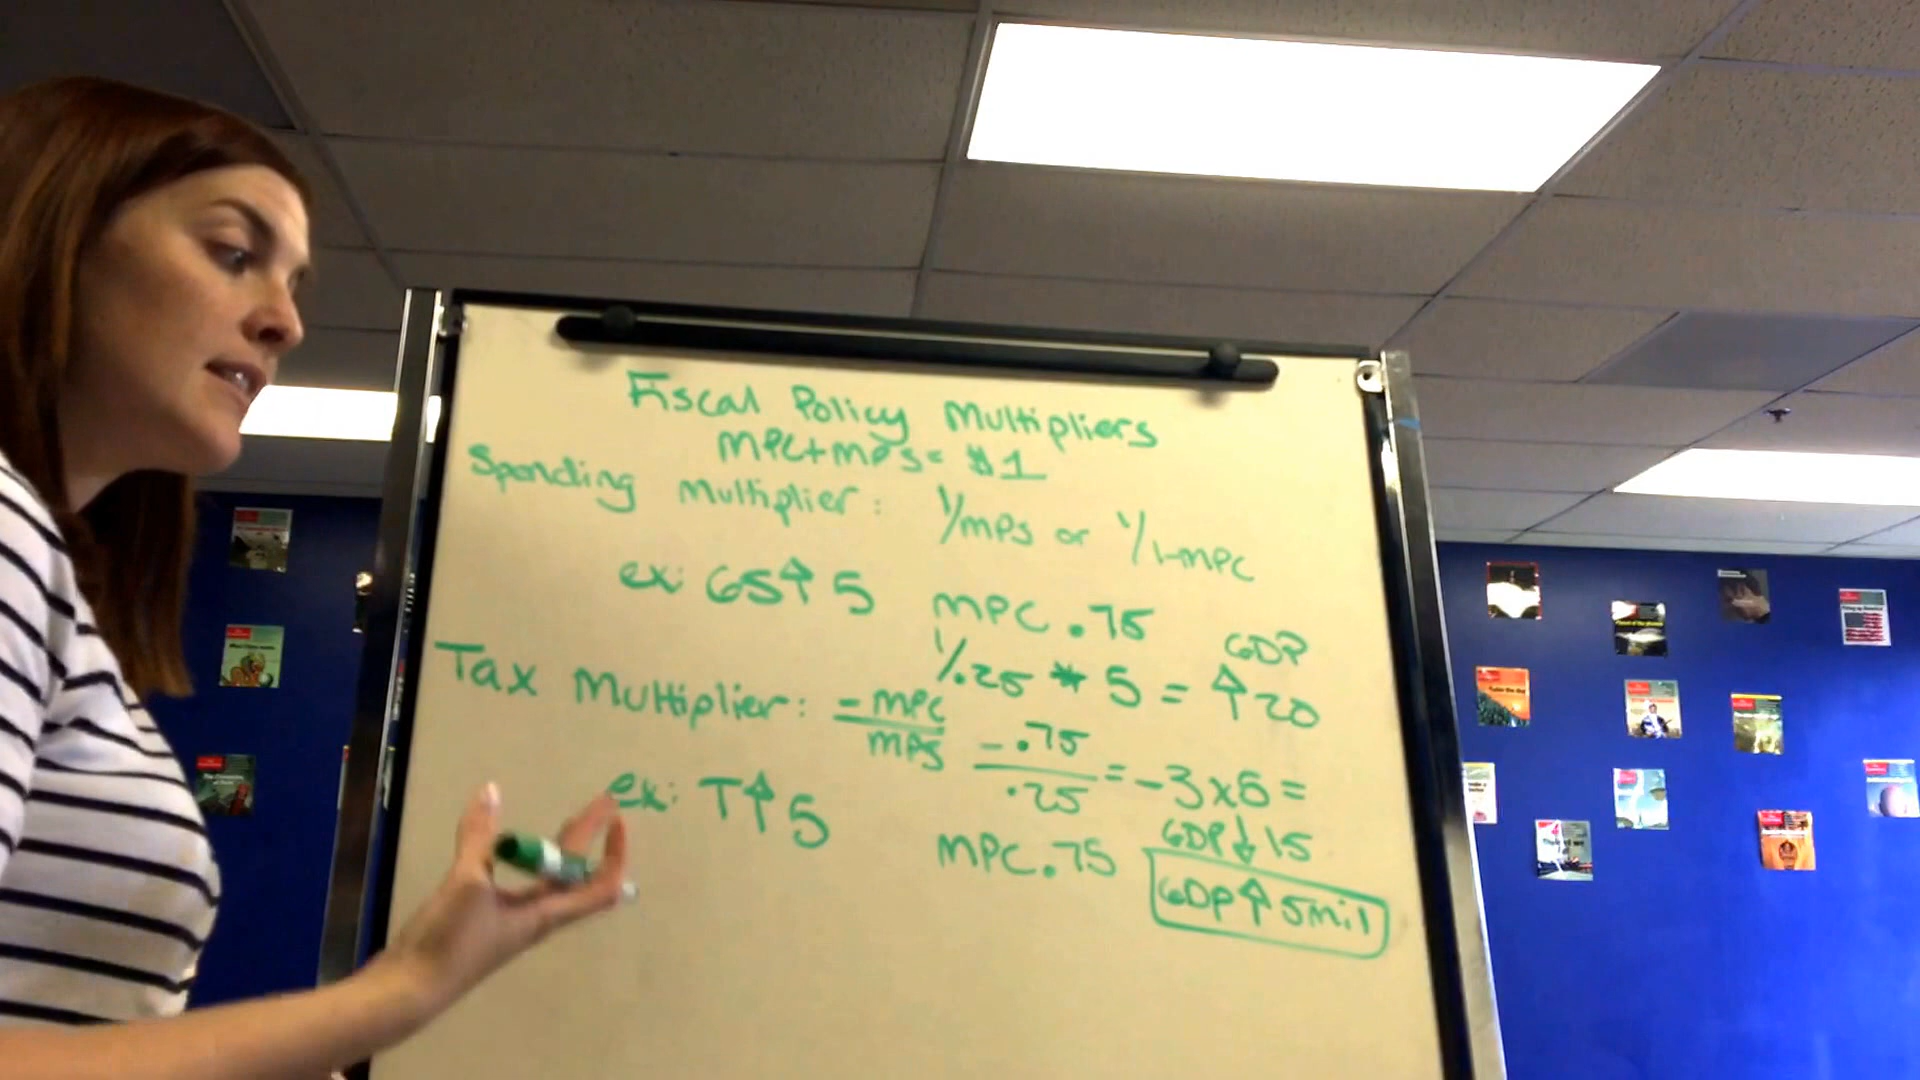 Fiscal Policy Multipliers
MPC+MPS= $1
Spending Multiplier: 1/MPS or 1/1-MPC
ex: GS↑ 5 MPC .75
1/.25 * 5 = ↑20 GDP
Tax Multiplier: -MPC/MPS -.75/.25 = -3x5=
ex: T↑ 5 GDP↓ 15
MPC .75
GDP↑ 5mil